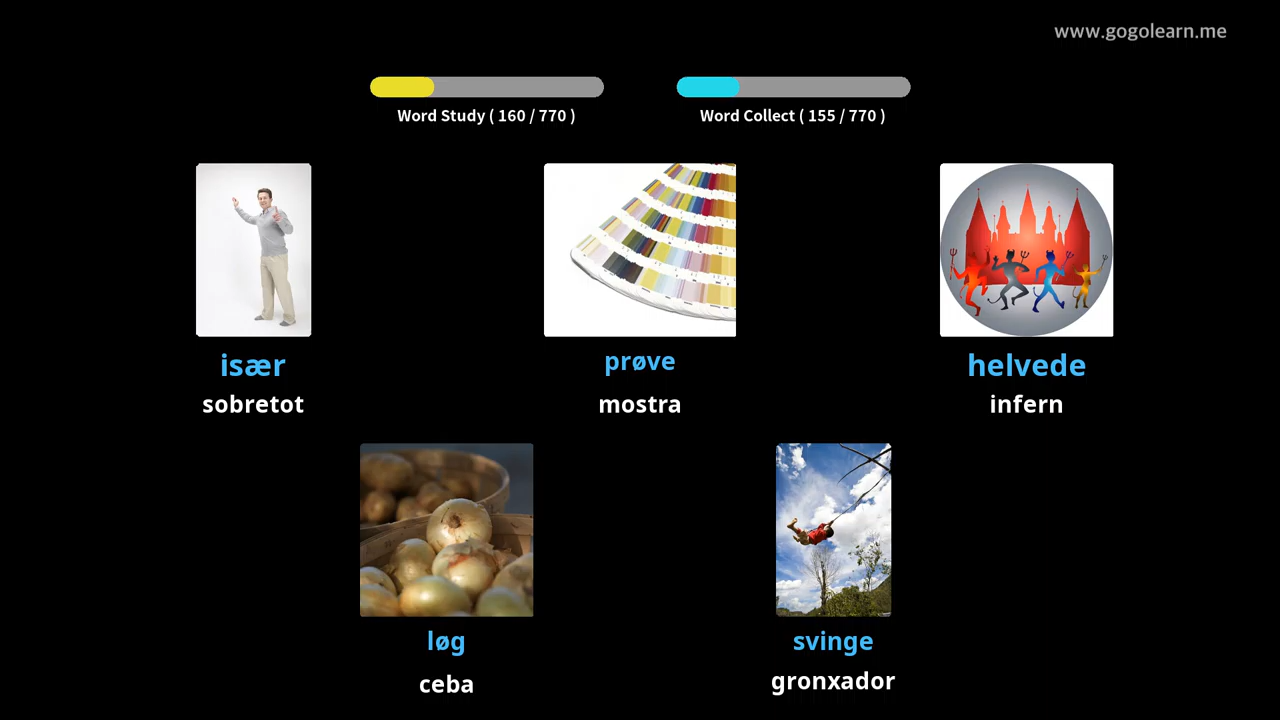 www.gogolearn.me
Word Study ( 160 / 770 )
Word Collect ( 155 / 770 )
især
prøve
helvede
sobretot
mostra
infern
løg
svinge
ceba
gronxador